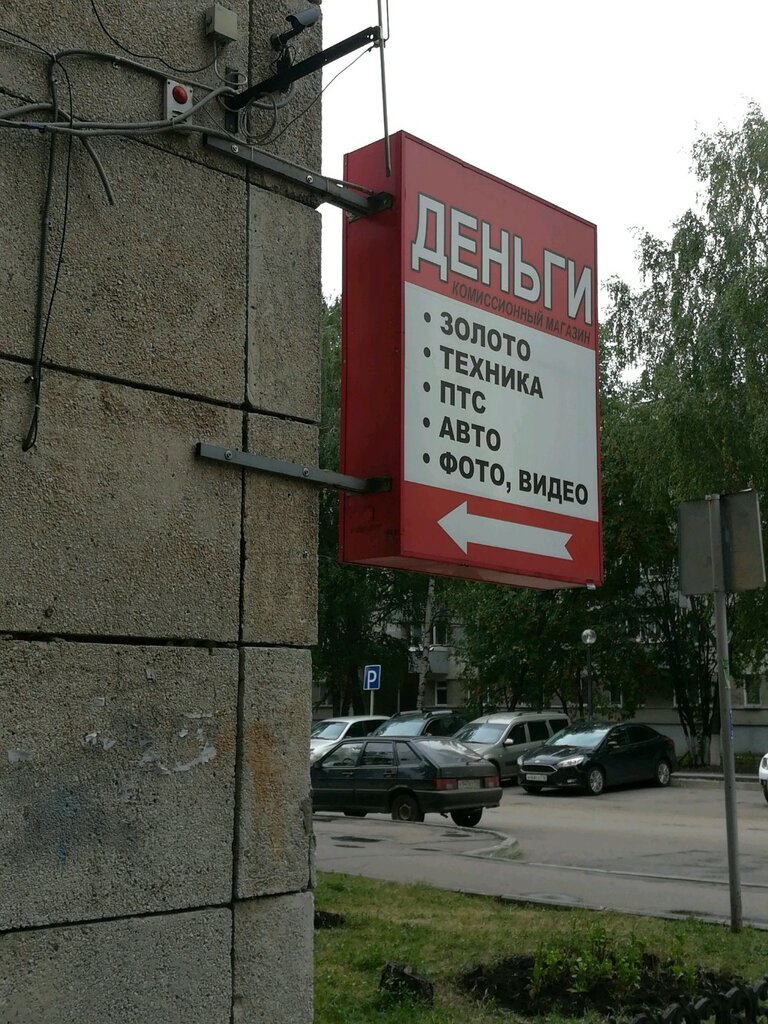 ДЕНЬГИ
КОМИССИОННЫЙ МАГАЗИН
• ЗОЛОТО
• ТЕХНИКА
• ПТС
• АВТО
• ФОТО, ВИДЕО
P